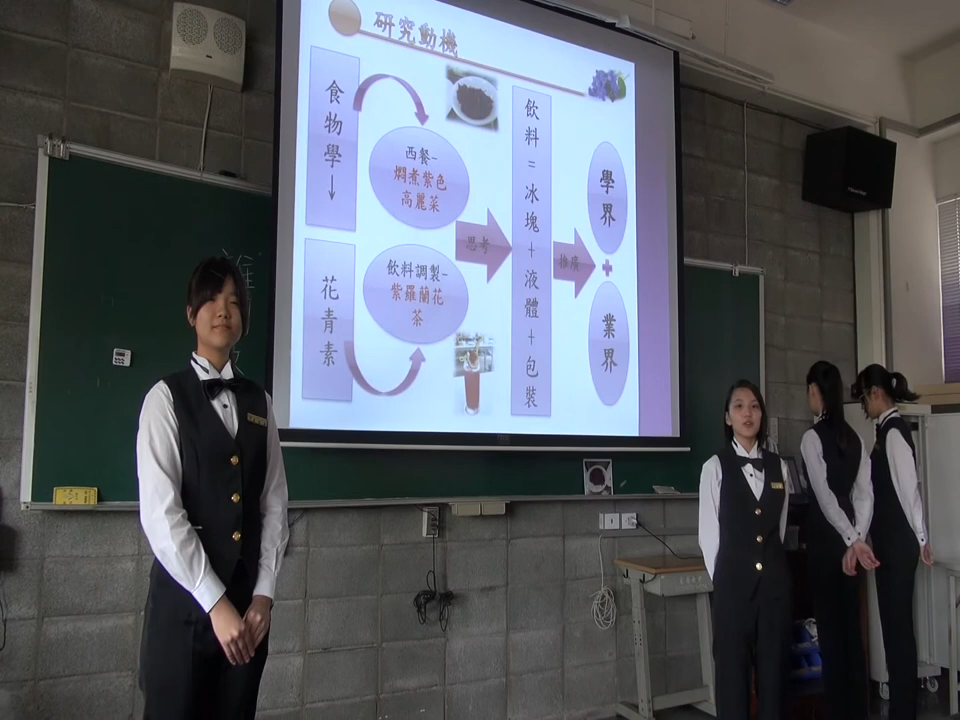 研究動機
食物學↓
西餐-
燜煮紫色
高麗菜
花青素
飲料調製-
紫羅蘭花
茶
思考
飲料=冰塊+液體+包裝
推廣
學界
+
業界